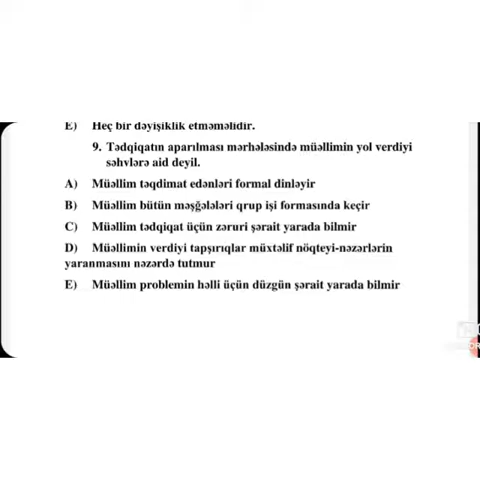 E) Heç bir dəyişiklik etməməlidir.
9. Tədqiqatın aparılması mərhələsində müəllimin yol verdiyi
səhvlərə aid deyil.
A) Müəllim təqdimat edənləri formal dinləyir
B) Müəllim bütün məşğələləri qrup işi formasında keçir
C) Müəllim tədqiqat üçün zəruri şərait yarada bilmir
D) Müəllimin verdiyi tapşırıqlar müxtəlif nöqteyi-nəzərlərin
yaranmasını nəzərdə tutmur
E) Müəllim problemin həlli üçün düzgün şərait yarada bilmir